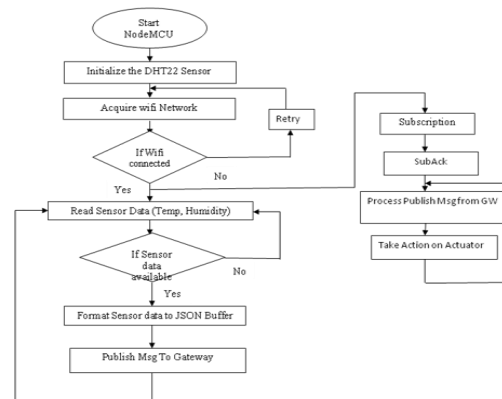 Start
NodeMCU
Initialize the DHT22 Sensor
Acquire wifi Network
Retry
If Wifi
connected
No
Yes
Read Sensor Data (Temp, Humidity)
If Sensor
data
available
No
Yes
Format Sensor data to JSON Buffer
Publish Msg To Gateway
Subscription
SubAck
Process Publish Msg from GW
Take Action on Actuator